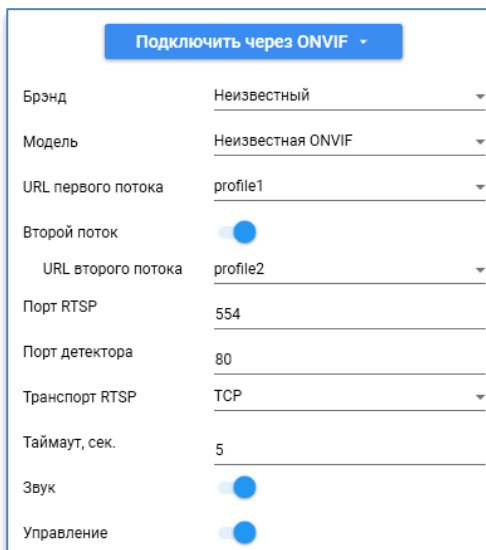 Подключить через ONVIF
Брэнд Неизвестный
Модель Неизвестная ONVIF
URL первого потока profile1
Второй поток
URL второго потока profile2
Порт RTSP 554
Порт детектора 80
Транспорт RTSP TCP
Таймаут, сек. 5
Звук
Управление